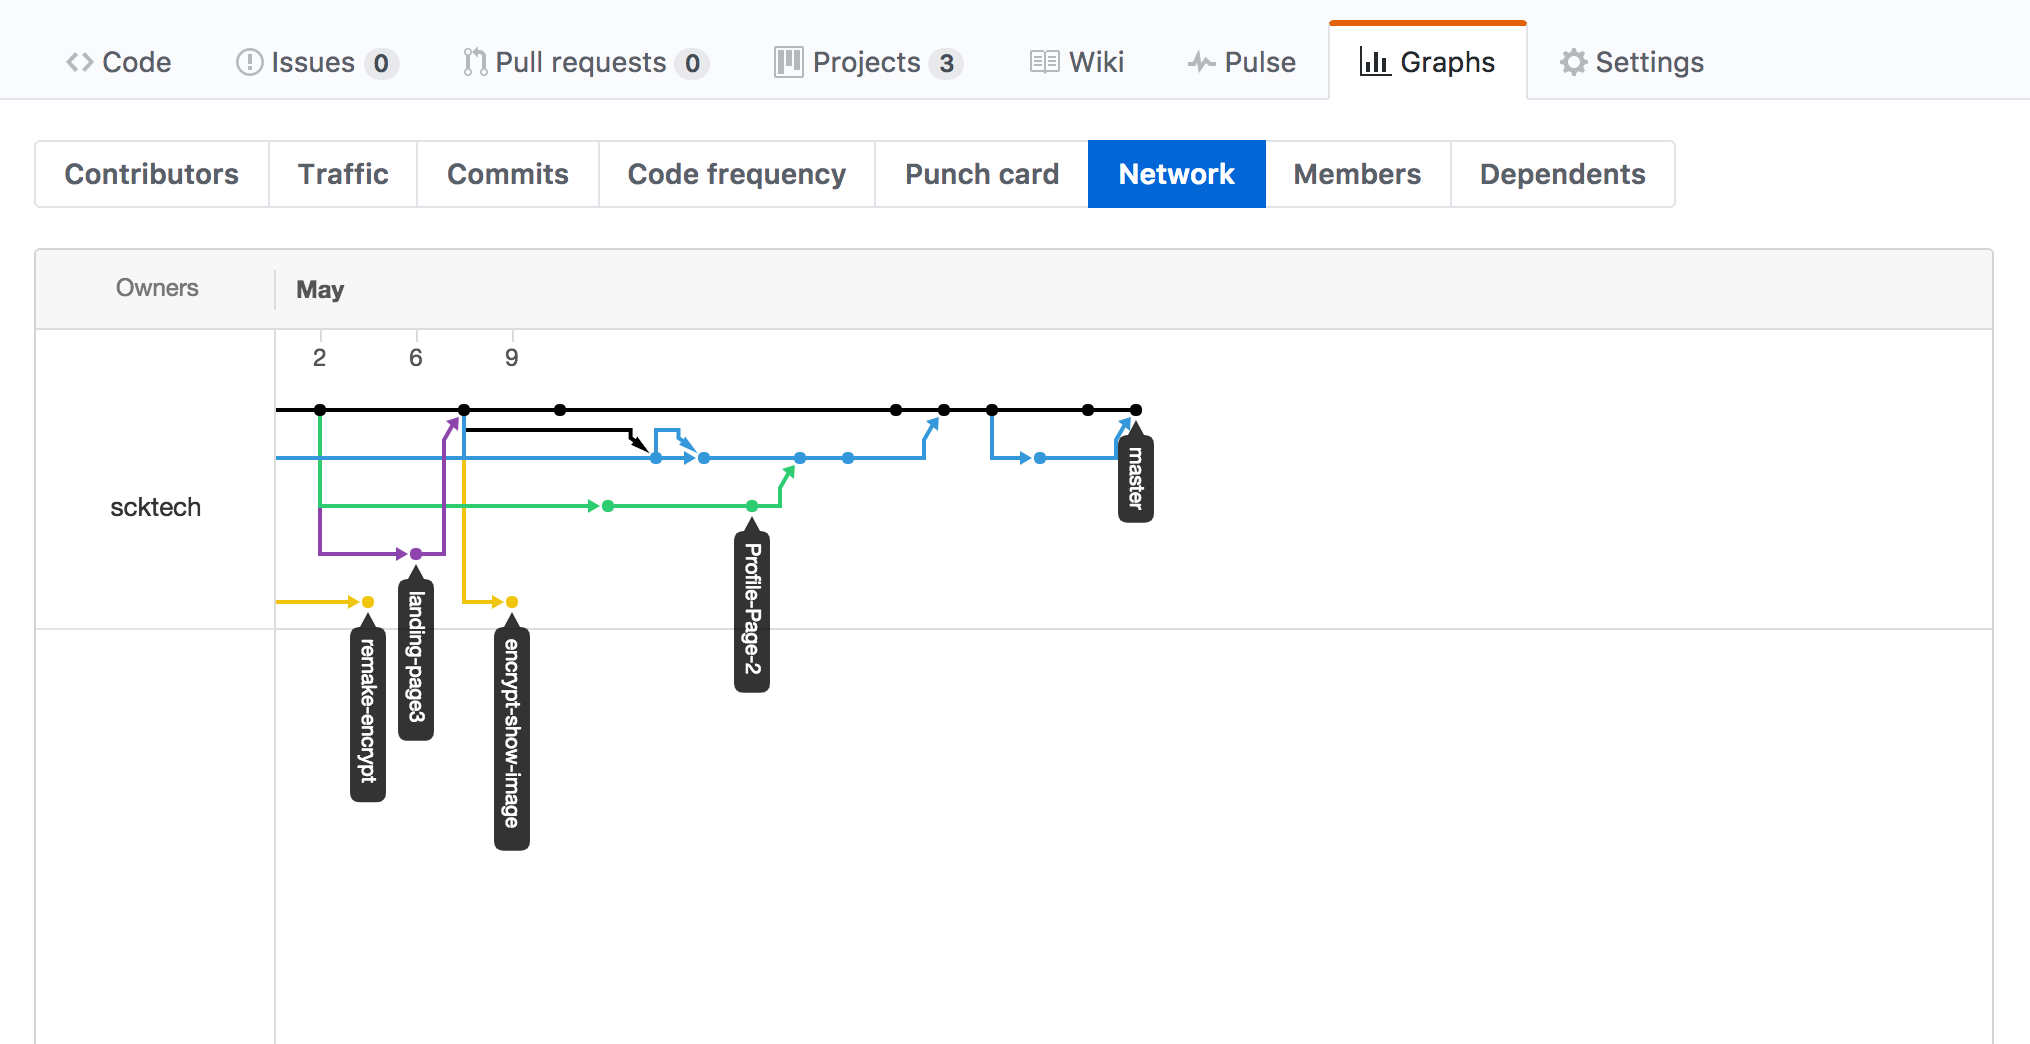 Code Issues 0 Pull requests 0 Projects 3 Wiki Pulse Graphs Settings
Contributors Traffic Commits Code frequency Punch card Network Members Dependents
Owners May
2 6 9
scktech
master
Profile-Page-2
landing-page3
remake-encrypt
encrypt-show-image